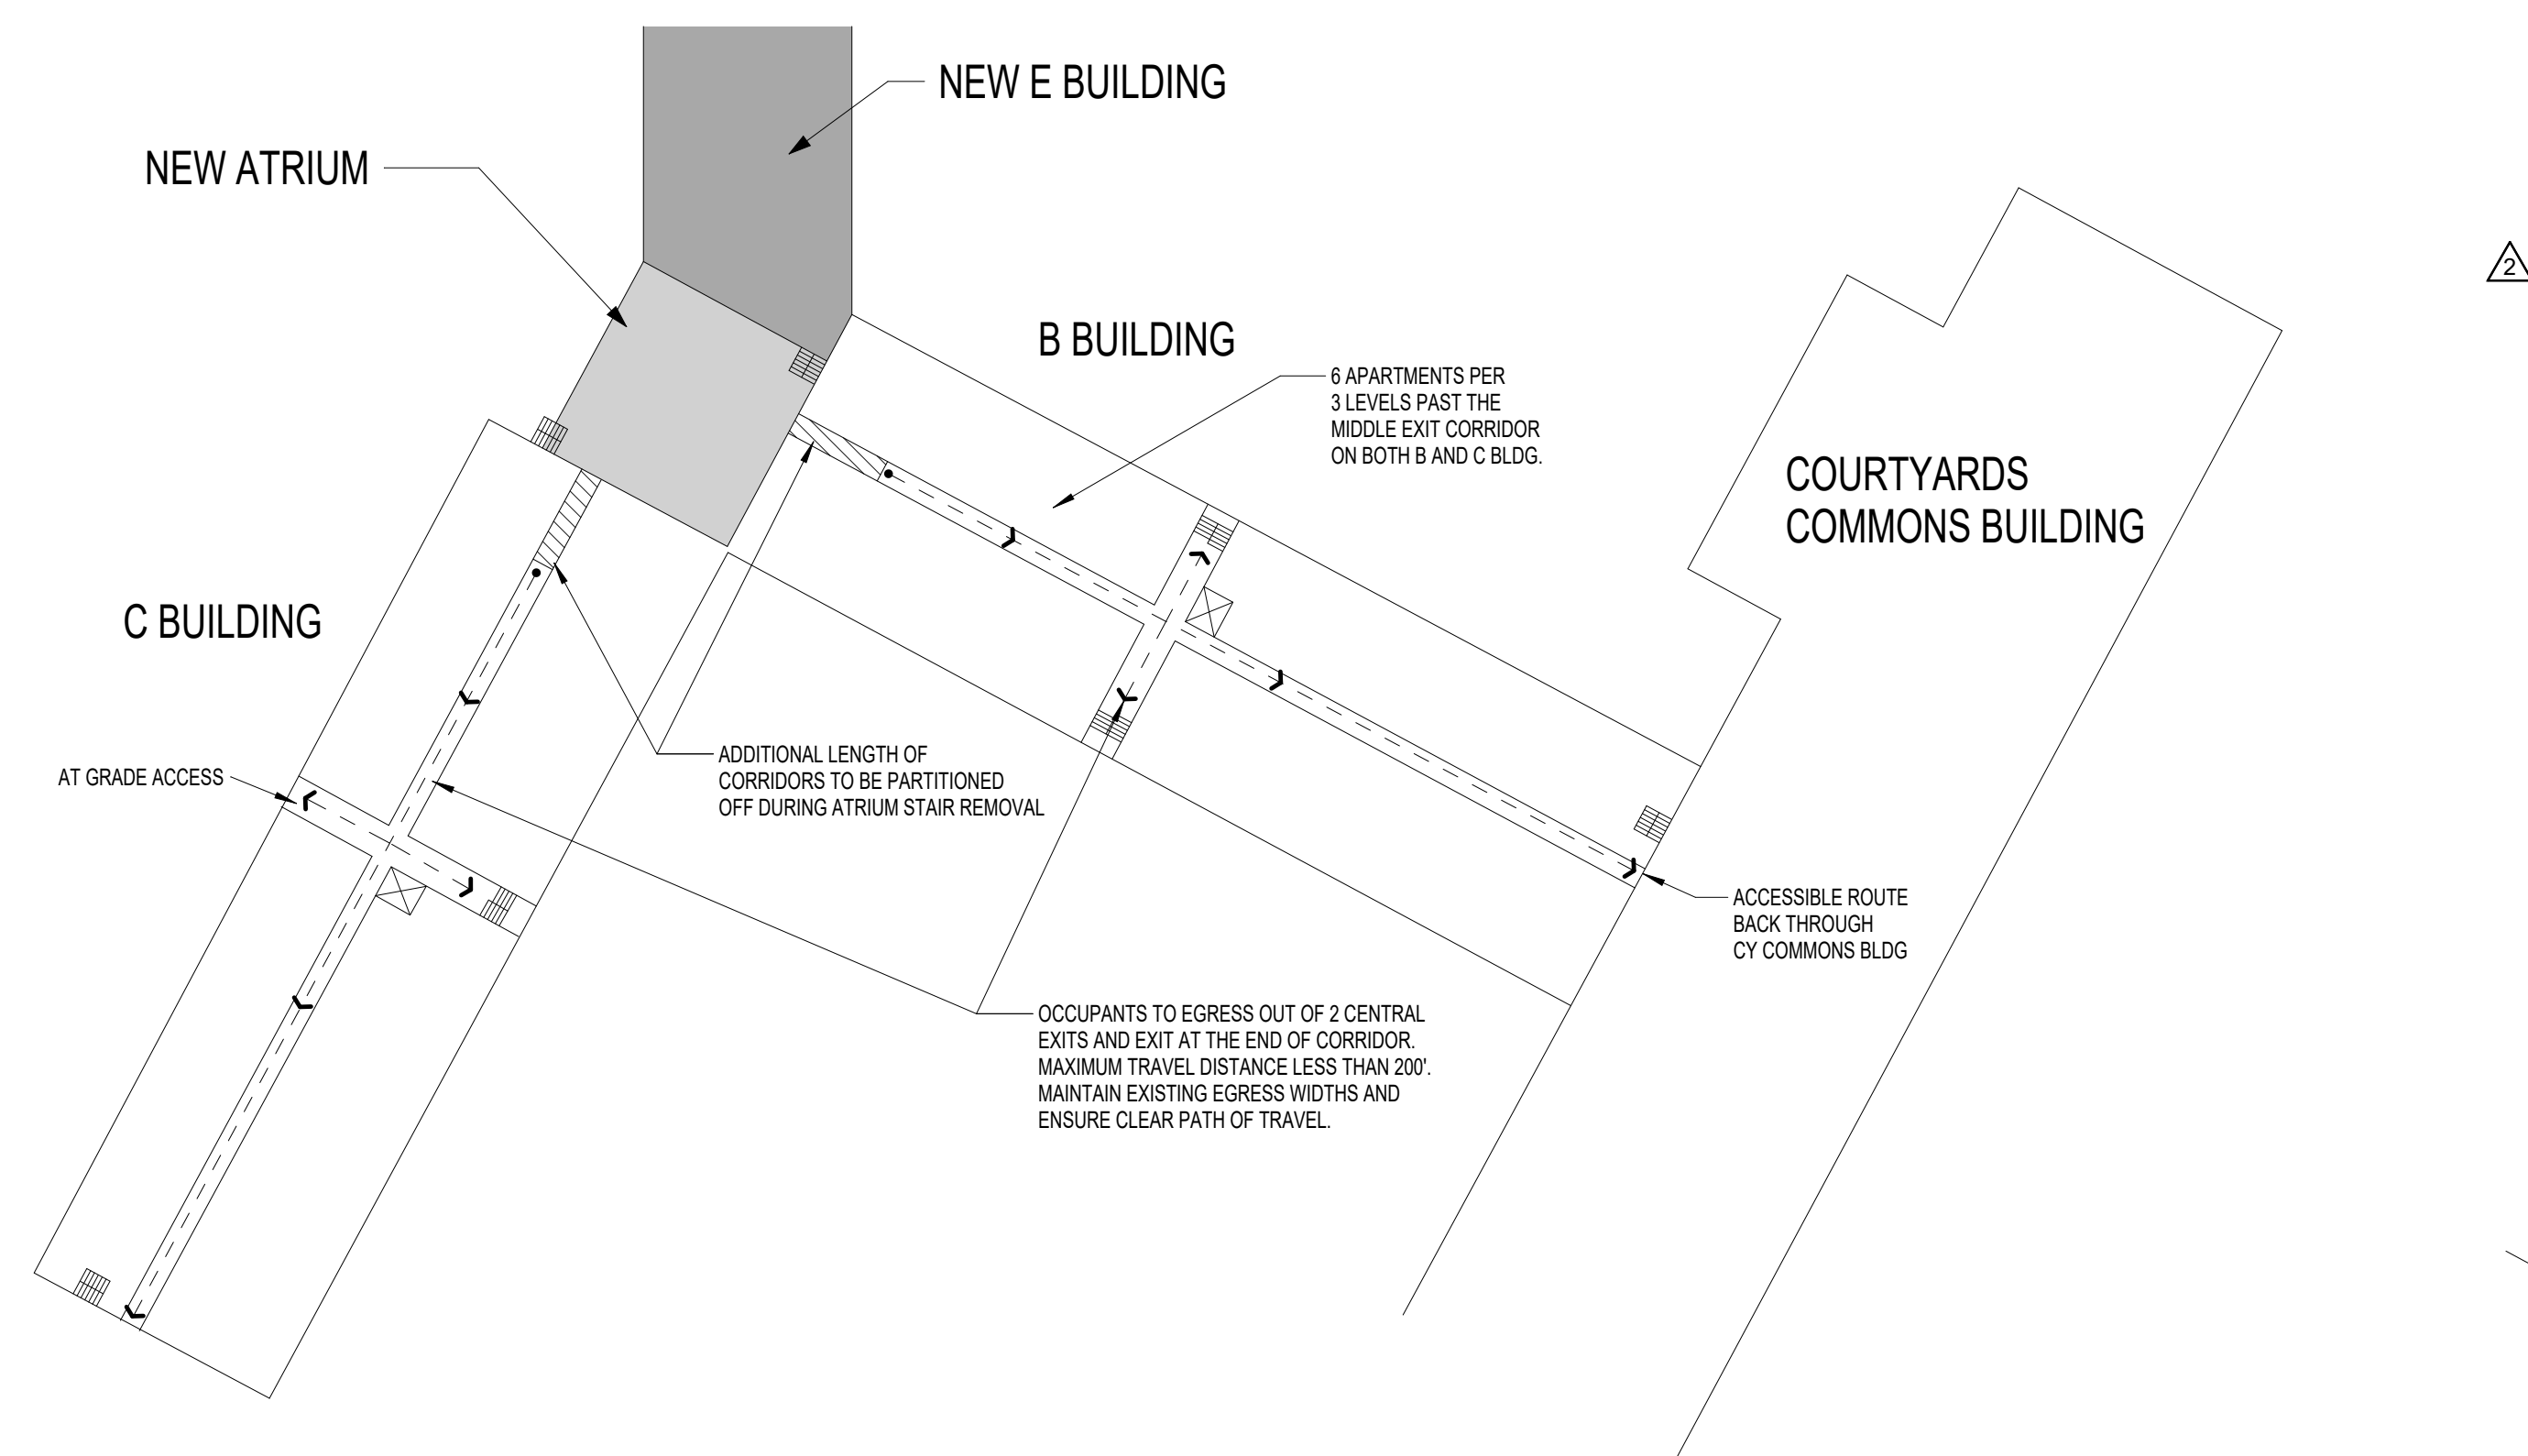 NEW E BUILDING
NEW ATRIUM
2
B BUILDING
6 APARTMENTS PER
3 LEVELS PAST THE
MIDDLE EXIT CORRIDOR
ON BOTH B AND C BLDG.
COURTYARDS
COMMONS BUILDING
C BUILDING
AT GRADE ACCESS
ADDITIONAL LENGTH OF
CORRIDORS TO BE PARTITIONED
OFF DURING ATRIUM STAIR REMOVAL
ACCESSIBLE ROUTE
BACK THROUGH
CY COMMONS BLDG
OCCUPANTS TO EGRESS OUT OF 2 CENTRAL
EXITS AND EXIT AT THE END OF CORRIDOR.
MAXIMUM TRAVEL DISTANCE LESS THAN 200'.
MAINTAIN EXISTING EGRESS WIDTHS AND
ENSURE CLEAR PATH OF TRAVEL.